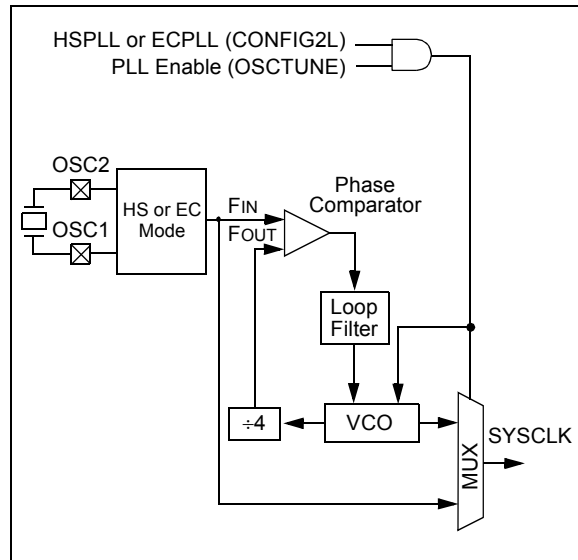 HSPLL or ECPLL (CONFIG2L)
PLL Enable (OSCTUNE)
OSC2
OSC1
HS or EC
Mode
FIN
FOUT
Phase
Comparator
Loop
Filter
÷4
VCO
MUX
SYSCLK